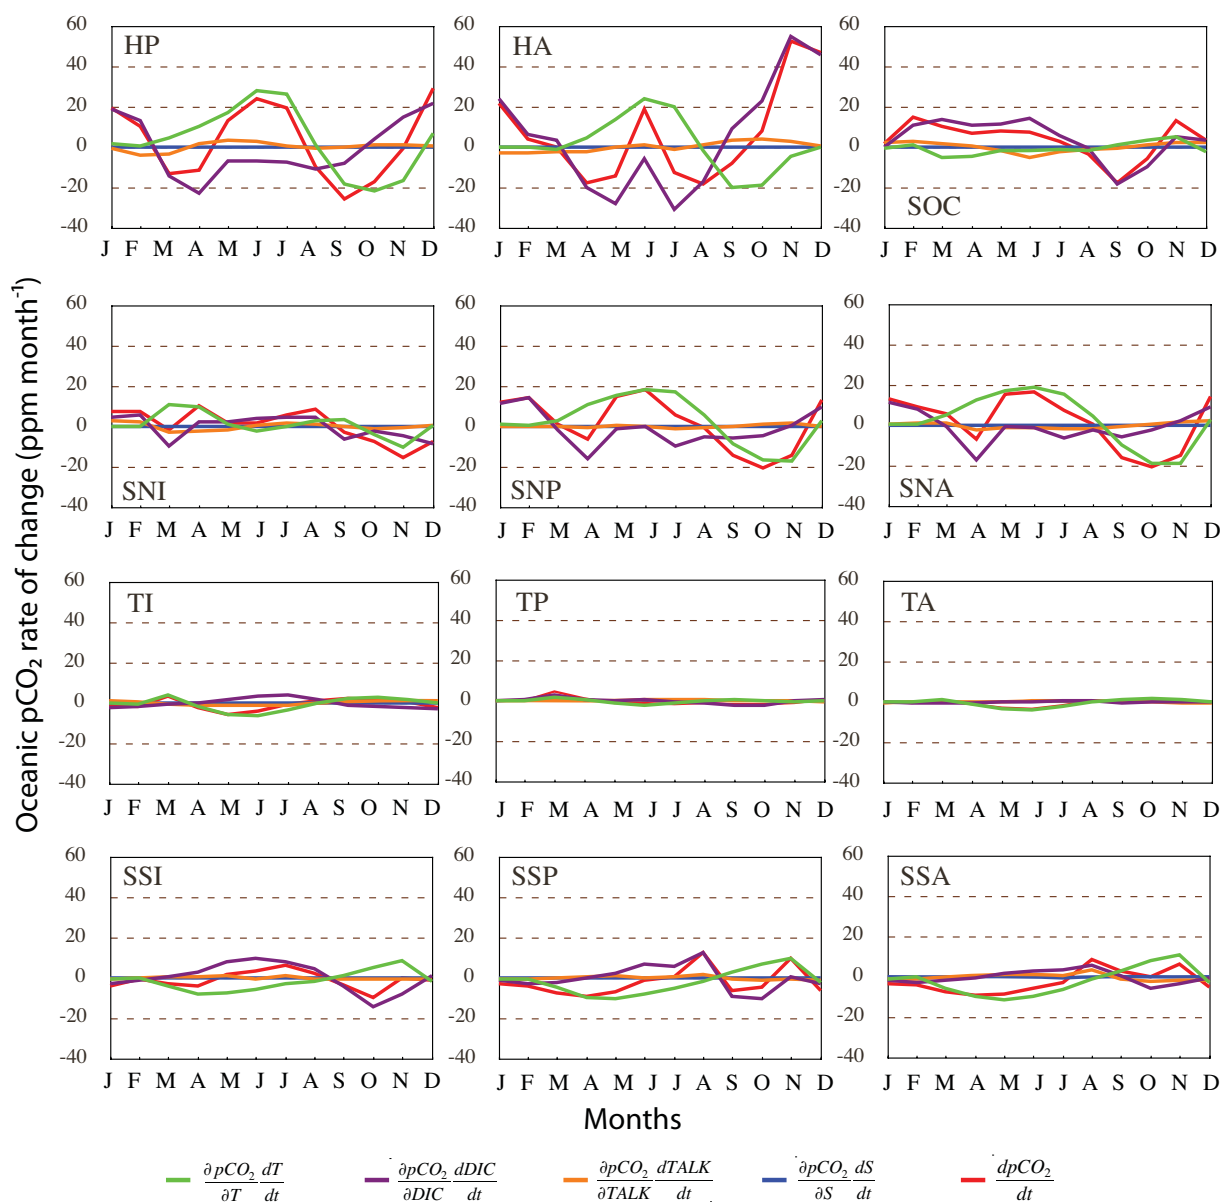 Oceanic pCO₂ rate of change (ppm month⁻¹)
HP
60
40
20
0
-20
-40
J F M A M J J A S O N D
HA
60
40
20
0
-20
-40
J F M A M J J A S O N D
SOC
60
40
20
0
-20
-40
J F M A M J J A S O N D
SNI
60
40
20
0
-20
-40
J F M A M J J A S O N D
SNP
60
40
20
0
-20
-40
J F M A M J J A S O N D
SNA
60
40
20
0
-20
-40
J F M A M J J A S O N D
TI
60
40
20
0
-20
-40
J F M A M J J A S O N D
TP
60
40
20
0
-20
-40
J F M A M J J A S O N D
TA
60
40
20
0
-20
-40
J F M A M J J A S O N D
SSI
60
40
20
0
-20
-40
J F M A M J J A S O N D
SSP
60
40
20
0
-20
-40
J F M A M J J A S O N D
SSA
60
40
20
0
-20
-40
J F M A M J J A S O N D
Months
∂pCO₂/∂T dT/dt
∂pCO₂/∂DIC dDIC/dt
∂pCO₂/∂TALK dTALK/dt
∂pCO₂/∂S dS/dt
dpCO₂/dt